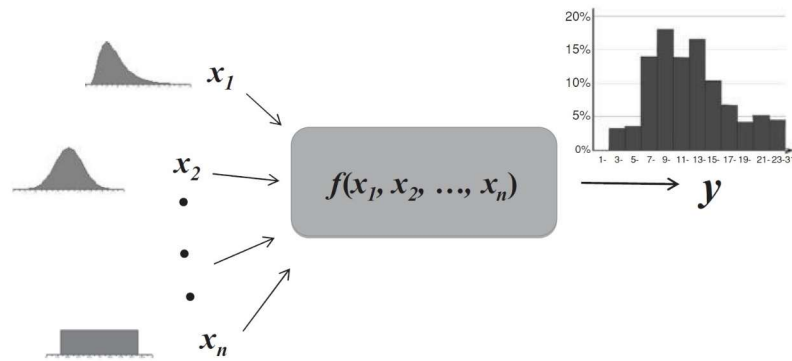 x1
x2
xn
f(x1, x2, ..., xn)
y
20%
15%
10%
5%
0%
1- 3- 5- 7- 9- 11- 13- 15- 17- 19- 21- 23-31